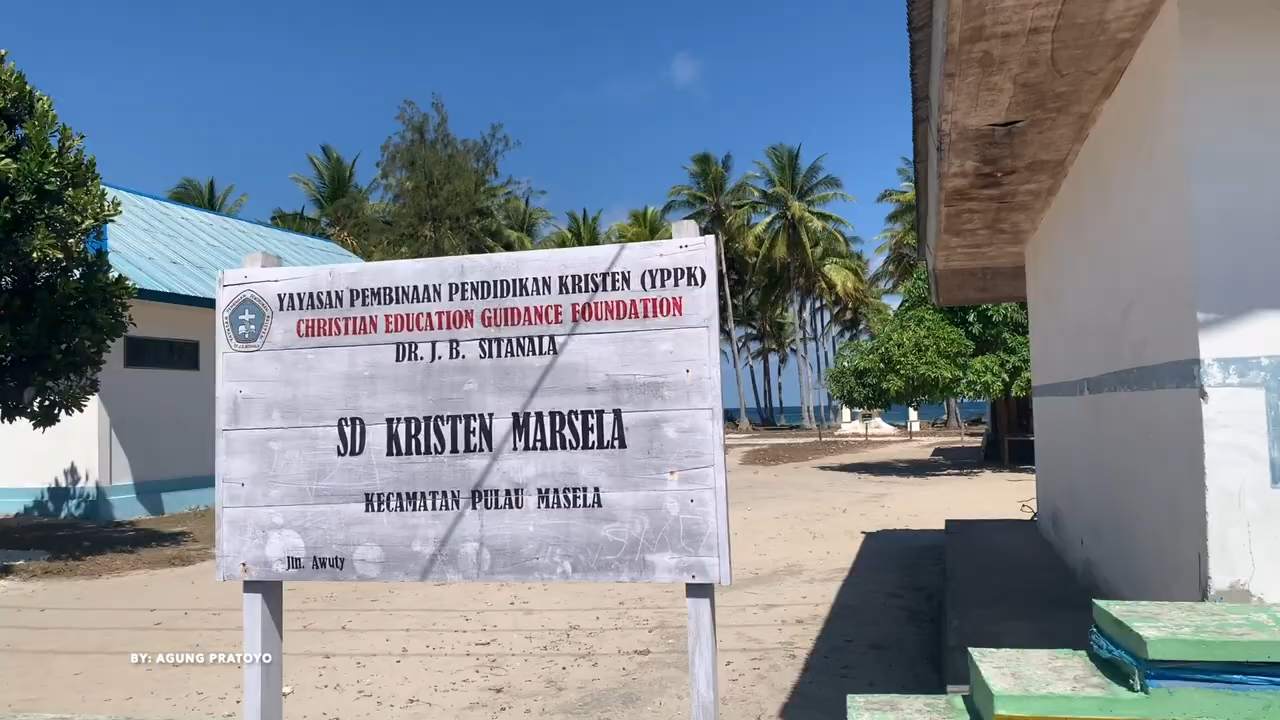 YAYASAN PEMBINAAN PENDIDIKAN KRISTEN (YPPK)
CHRISTIAN EDUCATION GUIDANCE FOUNDATION
DR. J. B. SITANALA
SD KRISTEN MARSELA
KECAMATAN PULAU MASELA
Jln. Awuty
BY: AGUNG PRATOYO